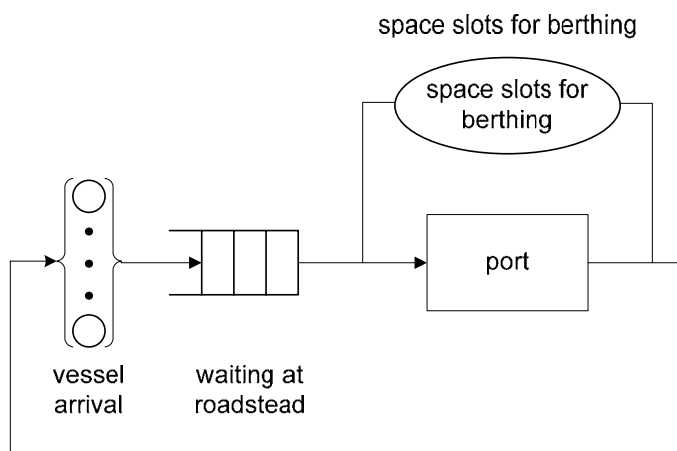 space slots for berthing
space slots for
berthing
port
vessel
arrival
waiting at
roadstead